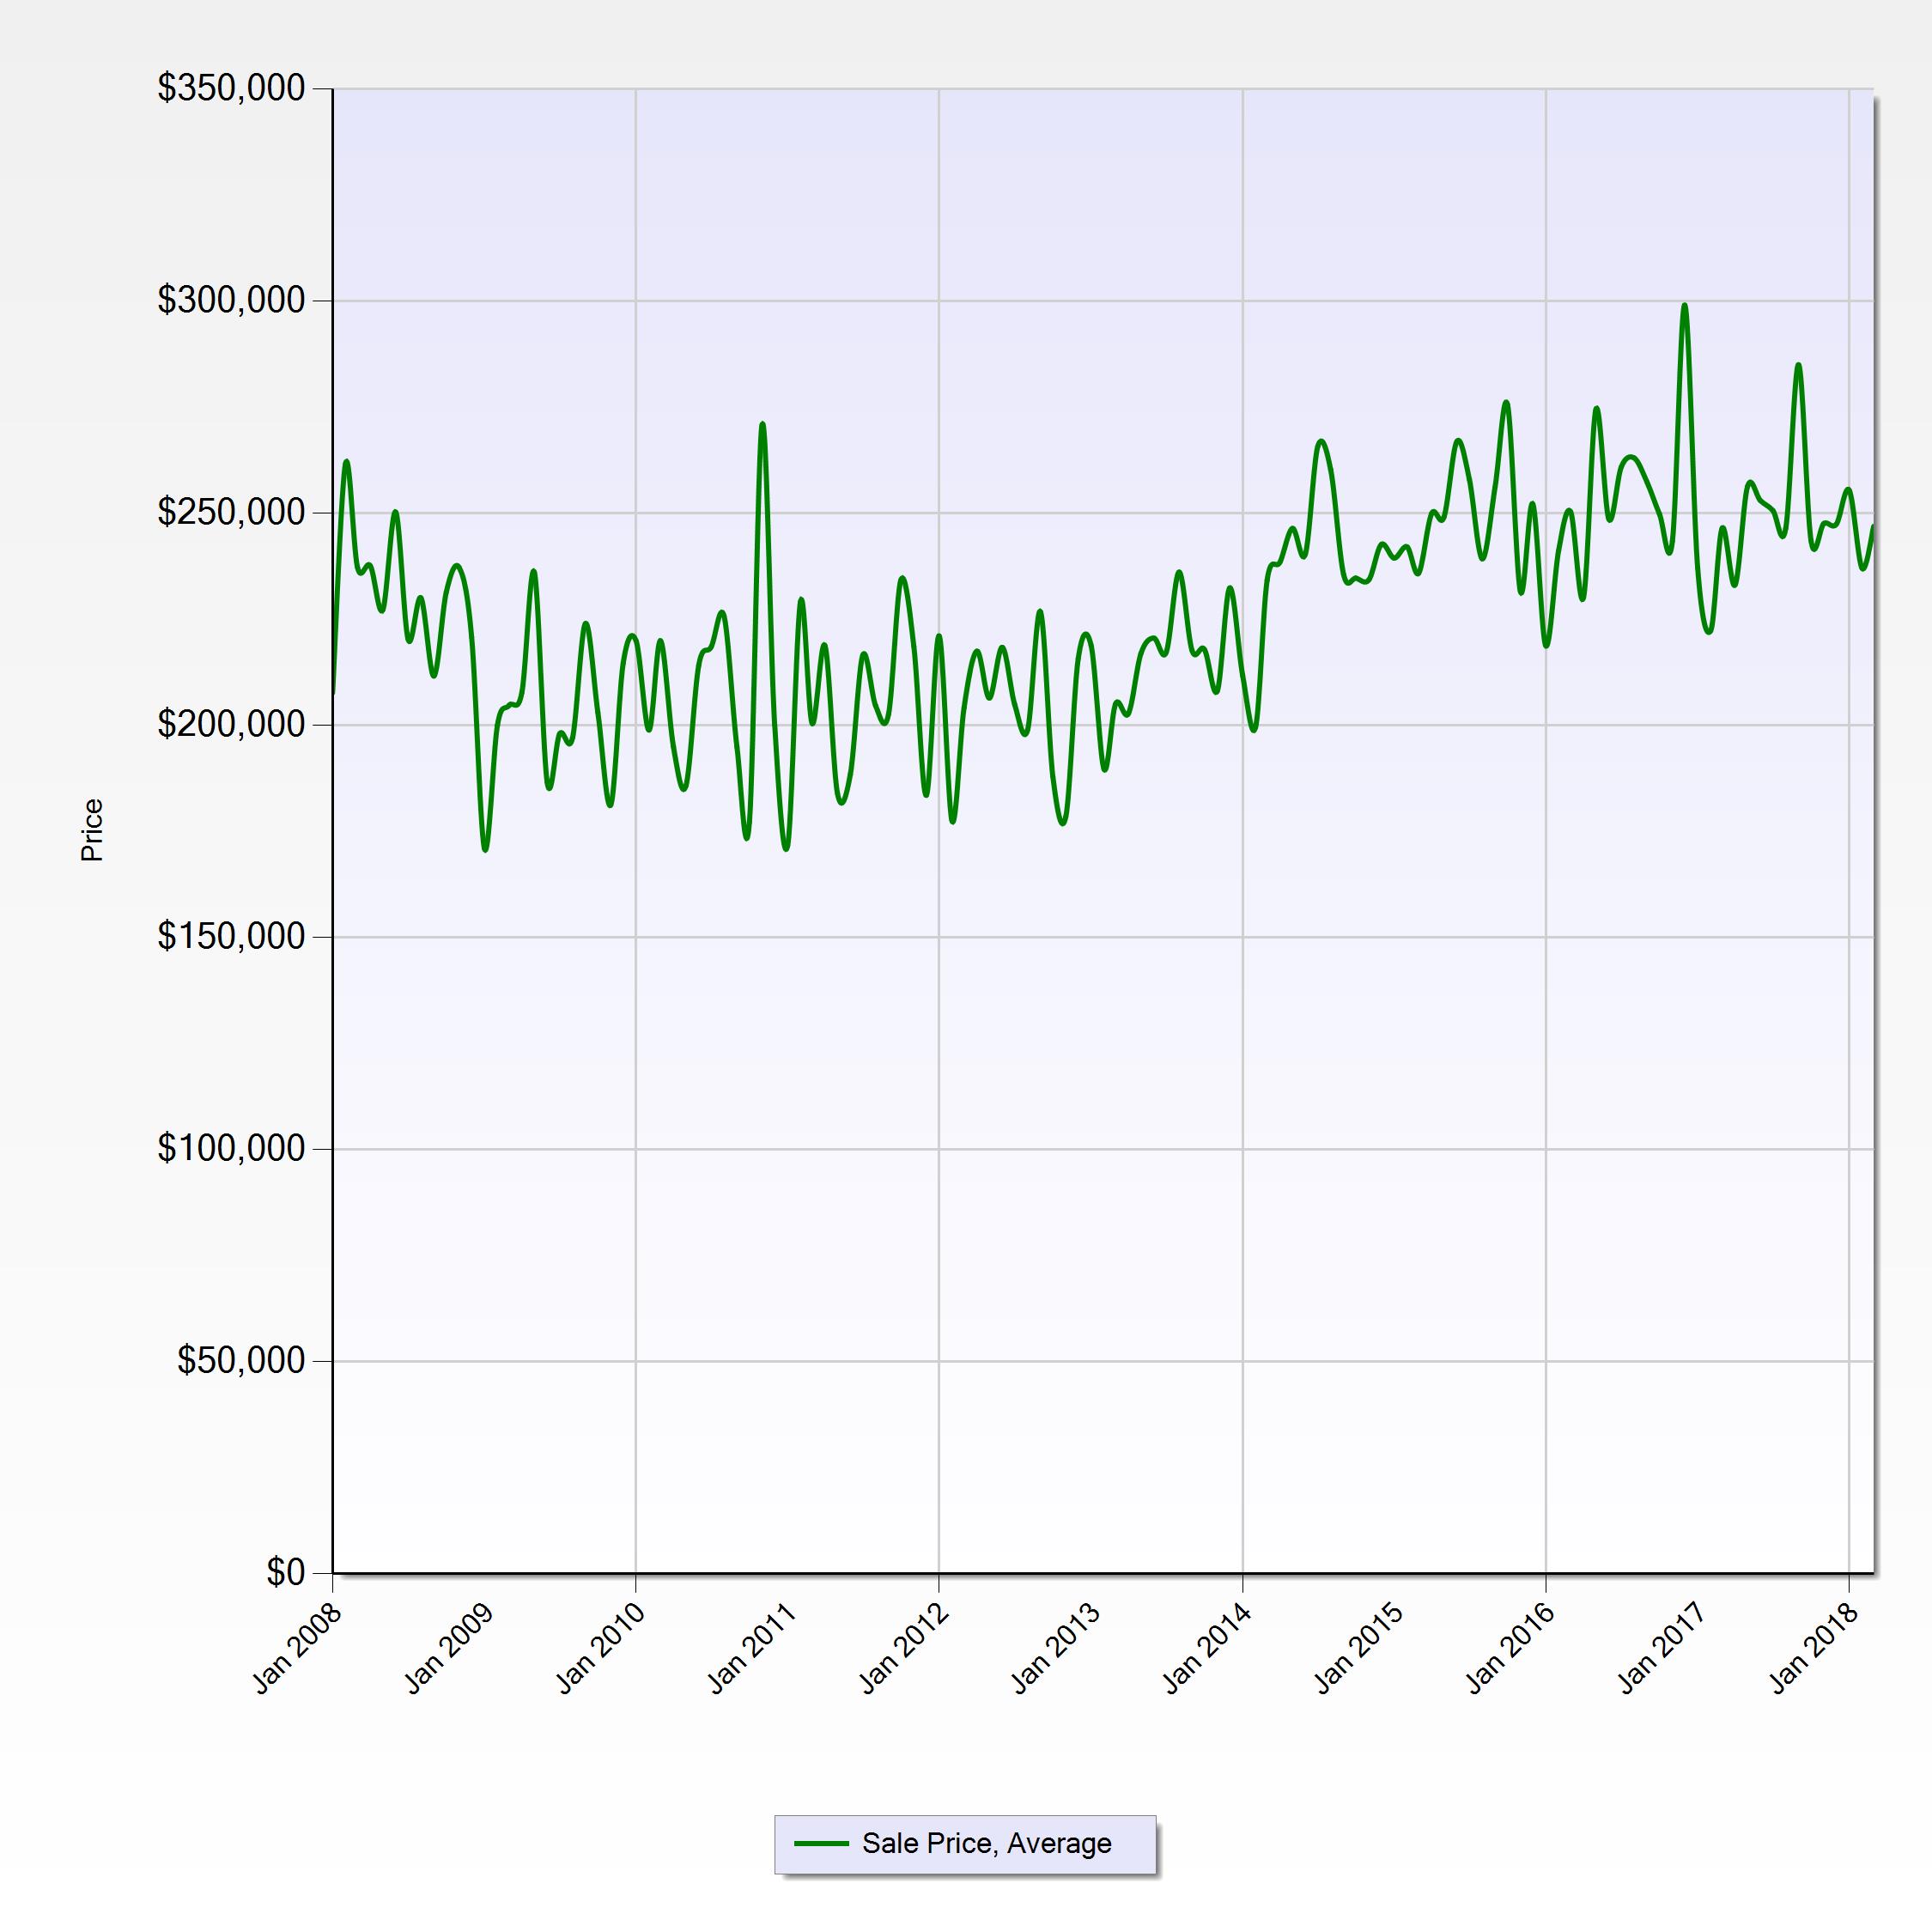 $350,000
$300,000
$250,000
$200,000
$150,000
$100,000
$50,000
$0
Price
Jan 2008
Jan 2009
Jan 2010
Jan 2011
Jan 2012
Jan 2013
Jan 2014
Jan 2015
Jan 2016
Jan 2017
Jan 2018
Sale Price, Average